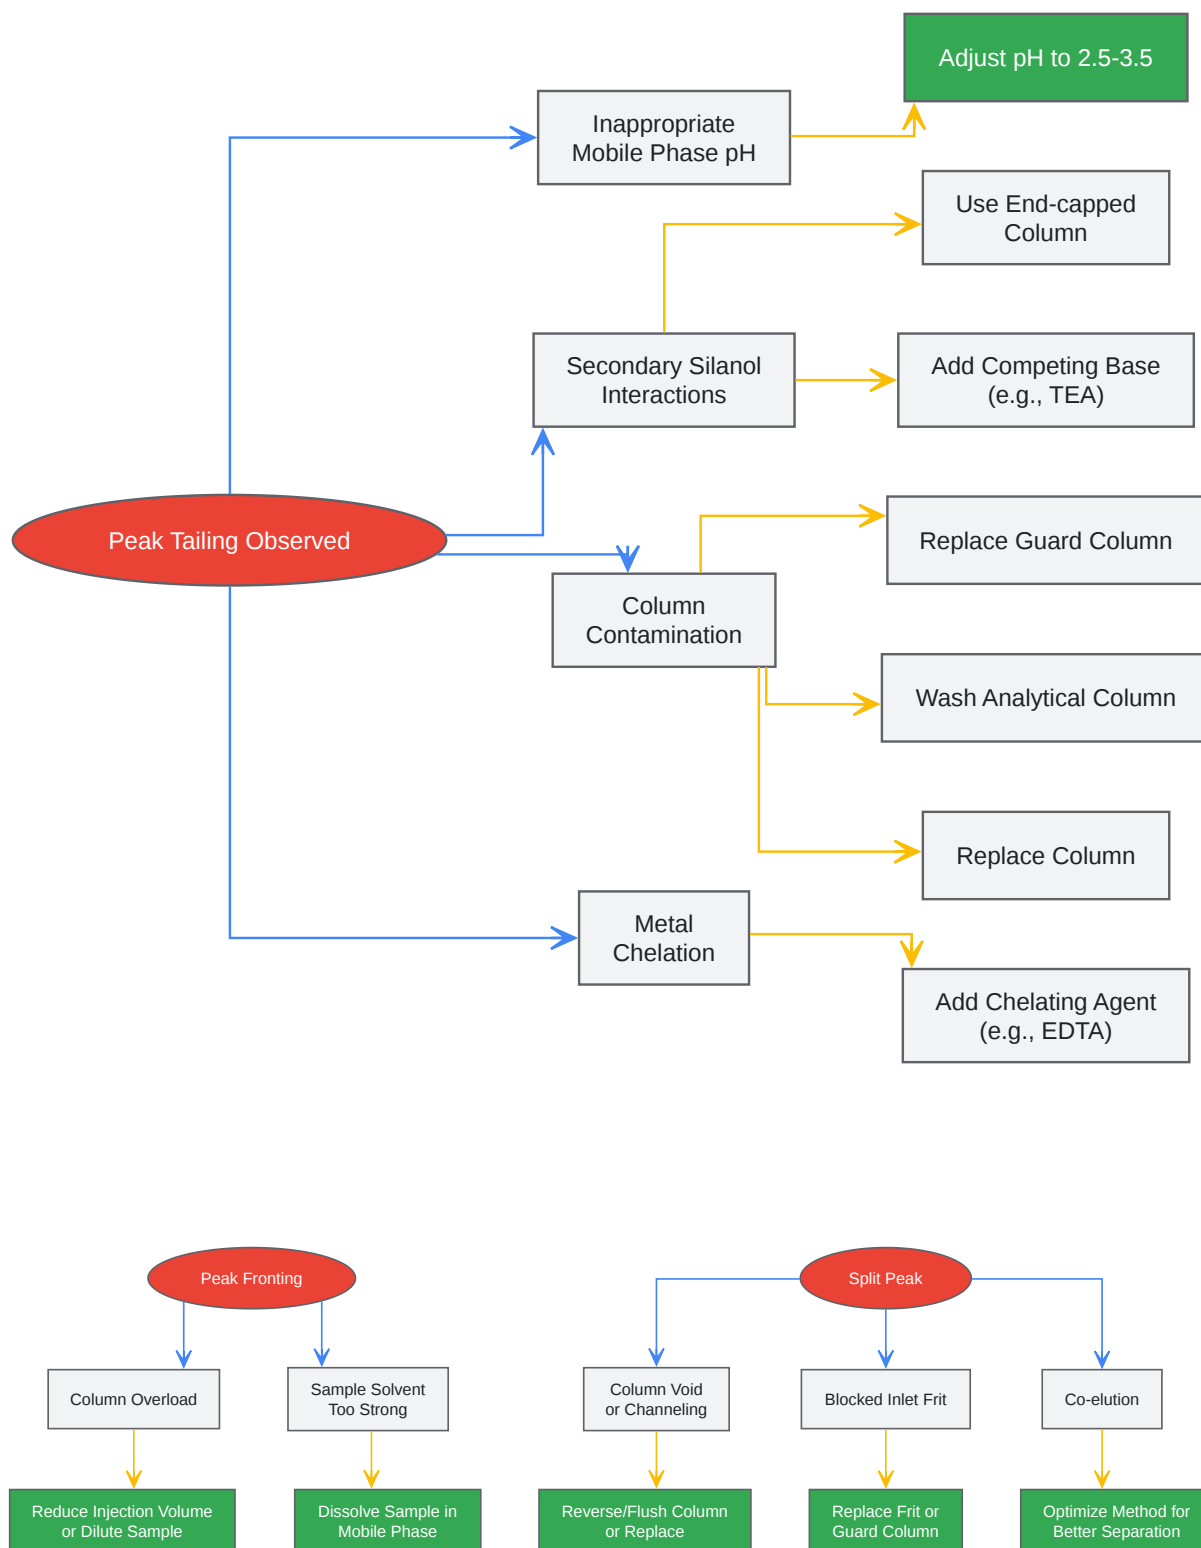 Adjust pH to 2.5-3.5
Inappropriate
Mobile Phase pH
Use End-capped
Column
Secondary Silanol
Interactions
Add Competing Base
(e.g., TEA)
Peak Tailing Observed
Replace Guard Column
Column
Contamination
Wash Analytical Column
Replace Column
Metal
Chelation
Add Chelating Agent
(e.g., EDTA)
Peak Fronting
Split Peak
Column Overload
Sample Solvent
Too Strong
Column Void
or Channeling
Blocked Inlet Frit
Co-elution
Reduce Injection Volume
or Dilute Sample
Dissolve Sample in
Mobile Phase
Reverse/Flush Column
or Replace
Replace Frit or
Guard Column
Optimize Method for
Better Separation